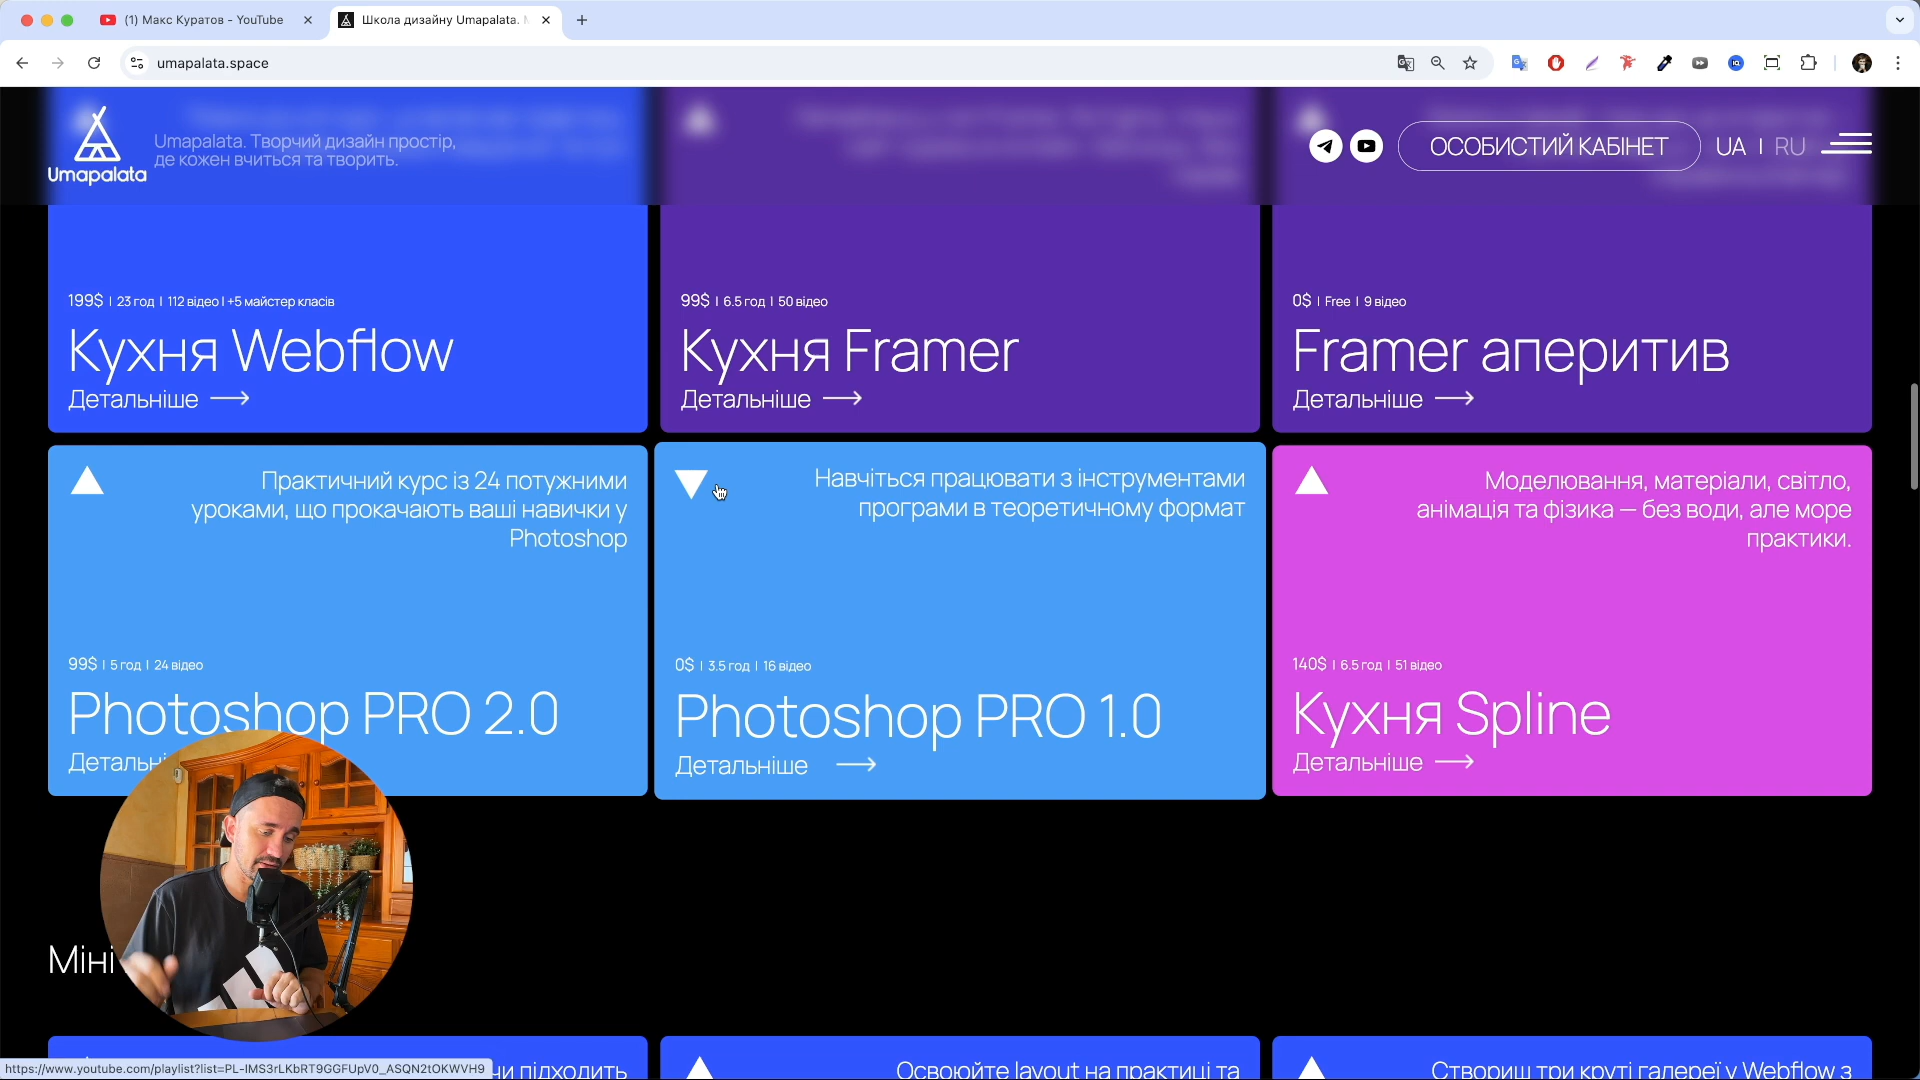 (1) Макс Куратов - YouTube
Школа дизайну Umapalata.
umapalata.space
Umapalata
Umapalata. Творчий дизайн простір,
де кожен вчиться та творить.
ОСОБИСТИЙ КАБІНЕТ
UA | RU
199$ | 23 год | 112 відео | +5 майстер класів
Кухня Webflow
Детальніше
99$ | 6.5 год | 50 відео
Кухня Framer
Детальніше
0$ | Free | 9 відео
Framer аперитив
Детальніше
Практичний курс із 24 потужними
уроками, що прокачають ваші навички у
Photoshop
99$ | 5 год | 24 відео
Photoshop PRO 2.0
Детальн
Навчіться працювати з інструментами
програми в теоретичному формат
0$ | 3.5 год | 16 відео
Photoshop PRO 1.0
Детальніше
Моделювання, матеріали, світло,
анімація та фізика — без води, але море
практики.
140$ | 6.5 год | 51 відео
Кухня Spline
Детальніше
Міні
чи підходить
Освоюйте layout на практиці та
Створиш три круті галереї у Webflow з
https://www.youtube.com/playlist?list=PL-IMS3rLKbRT9GGFUpV0_ASQN2tOKWVH9